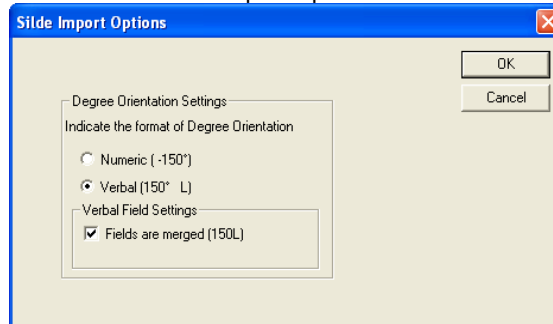 Silde Import Options
OK
Cancel
Degree Orientation Settings
Indicate the format of Degree Orientation
Numeric ( -150°)
Verbal (150° L)
Verbal Field Settings
Fields are merged (150L)